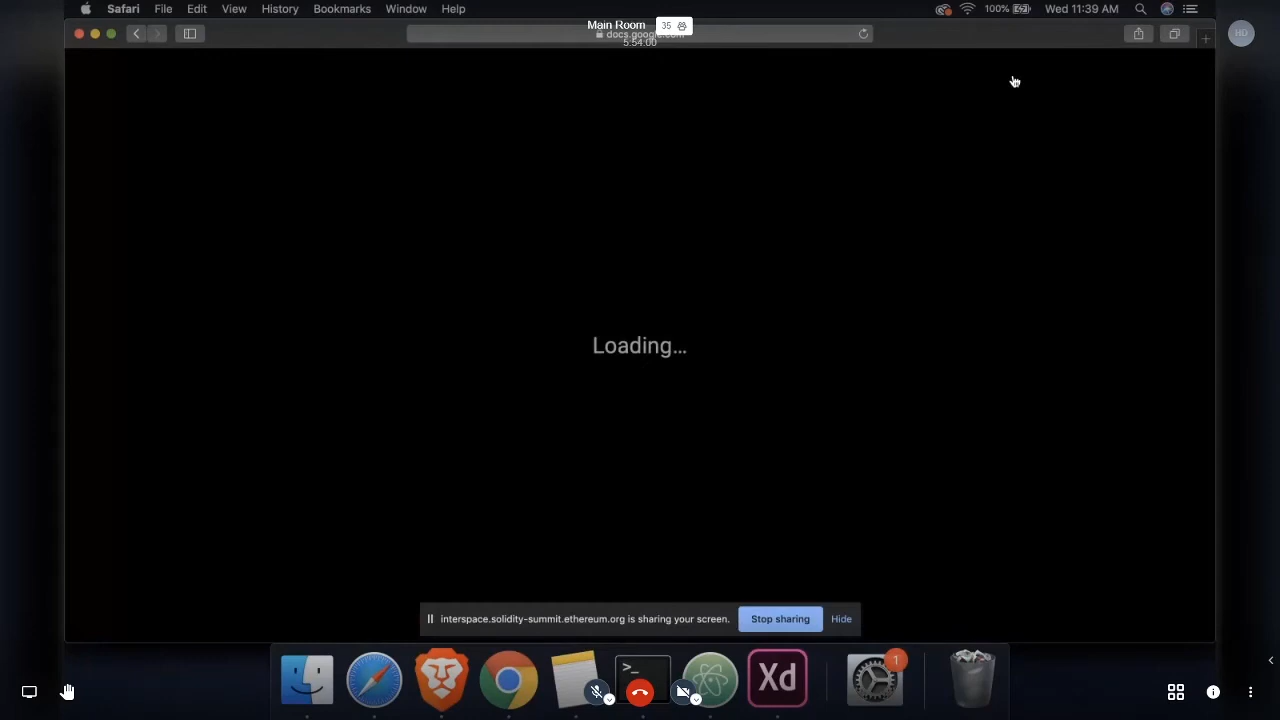 Safari File Edit View History Bookmarks Window Help
100% Wed 11:39 AM
Main Room 35
docs.google.com
5:54:00
HD
Loading...
interspace.solidity-summit.ethereum.org is sharing your screen. Stop sharing Hide
>_
Xd
1